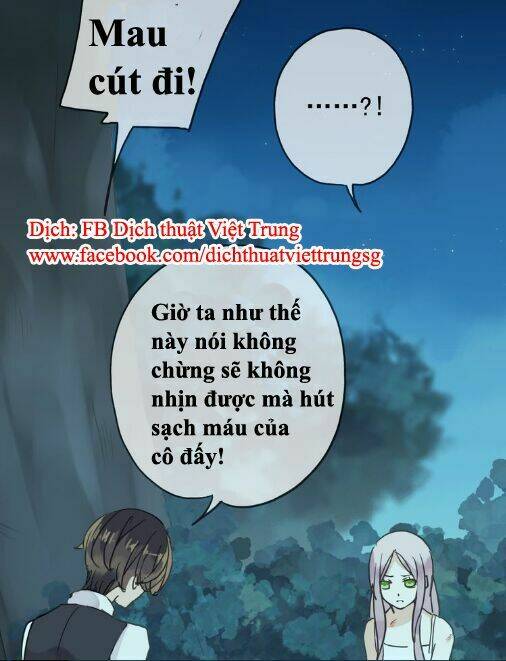 Mau
cút đi!
......?!
Dịch: FB Dịch thuật Việt Trung
www.facebook.com/dichthuatviettrungsg
Giờ ta như thế
này nói không
chừng sẽ không
nhịn được mà hút
sạch máu của
cô đấy!